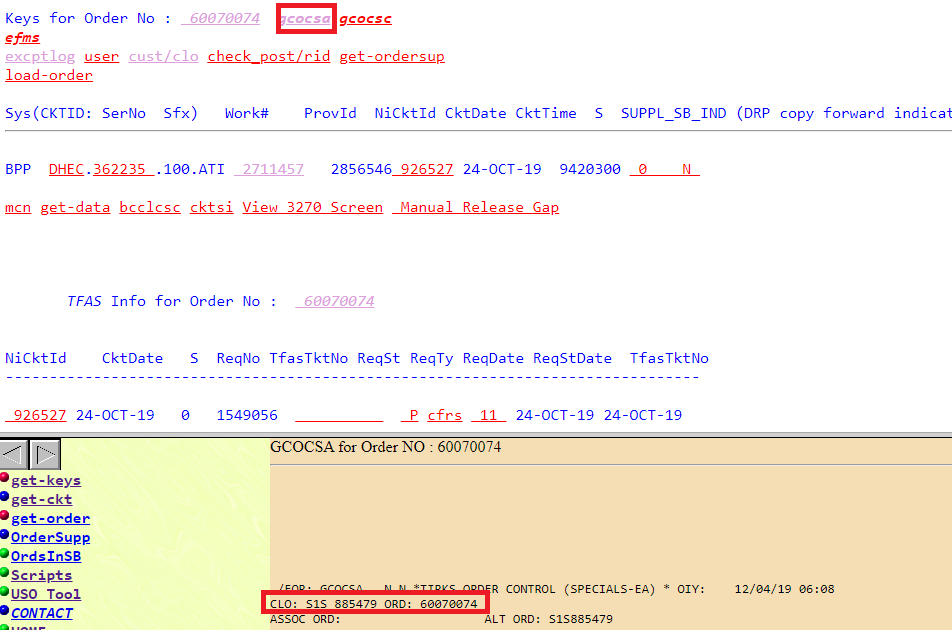 Keys for Order No : 60070074 gcocsa gcocsc
efms
excptlog user cust/clo check_post/rid get-ordersup
load-order
Sys(CKTID: SerNo Sfx) Work# ProvId NiCktId CktDate CktTime S SUPPL_SB_IND (DRP copy forward indicat
BPP DHEC.362235 .100.ATI 2711457 2856546 926527 24-OCT-19 9420300 0 N
mcn get-data bcclcsc cktsi View 3270 Screen Manual Release Gap
TFAS Info for Order No : 60070074
NiCktId CktDate S ReqNo TfasTktNo ReqSt ReqTy ReqDate ReqStDate TfasTktNo
-------------------------------------------------------------------------------
926527 24-OCT-19 0 1549056 P cfrs 11 24-OCT-19 24-OCT-19
GCOCSA for Order NO : 60070074
get-keys
get-ckt
get-order
OrderSupp
OrdsInSB
Scripts
USO Tool
CONTACT
/FOR: GCOCSA N N *TIRKS ORDER CONTROL (SPECIALS-EA) * OIY: 12/04/19 06:08
CLO: S1S 885479 ORD: 60070074
ASSOC ORD: ALT ORD: S1S885479